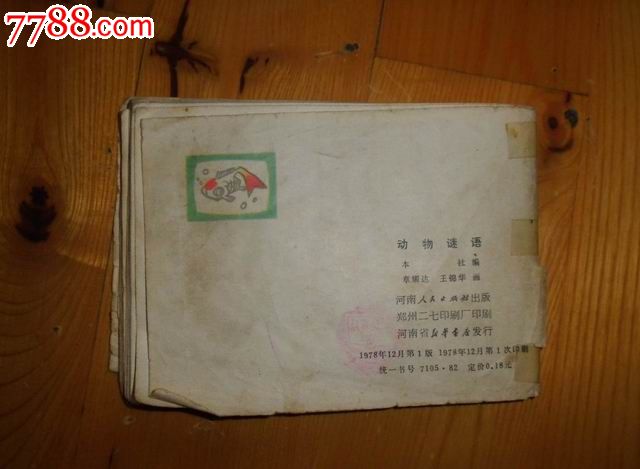 7788.com
动物谜语
本 社 编
章熙达 王锦华 画
河南人民出版社出版
郑州二七印刷厂印刷
河南省新华书店发行
1978年12月第1版 1978年12月第1次印刷
统一书号 7105·82 定价0.18元